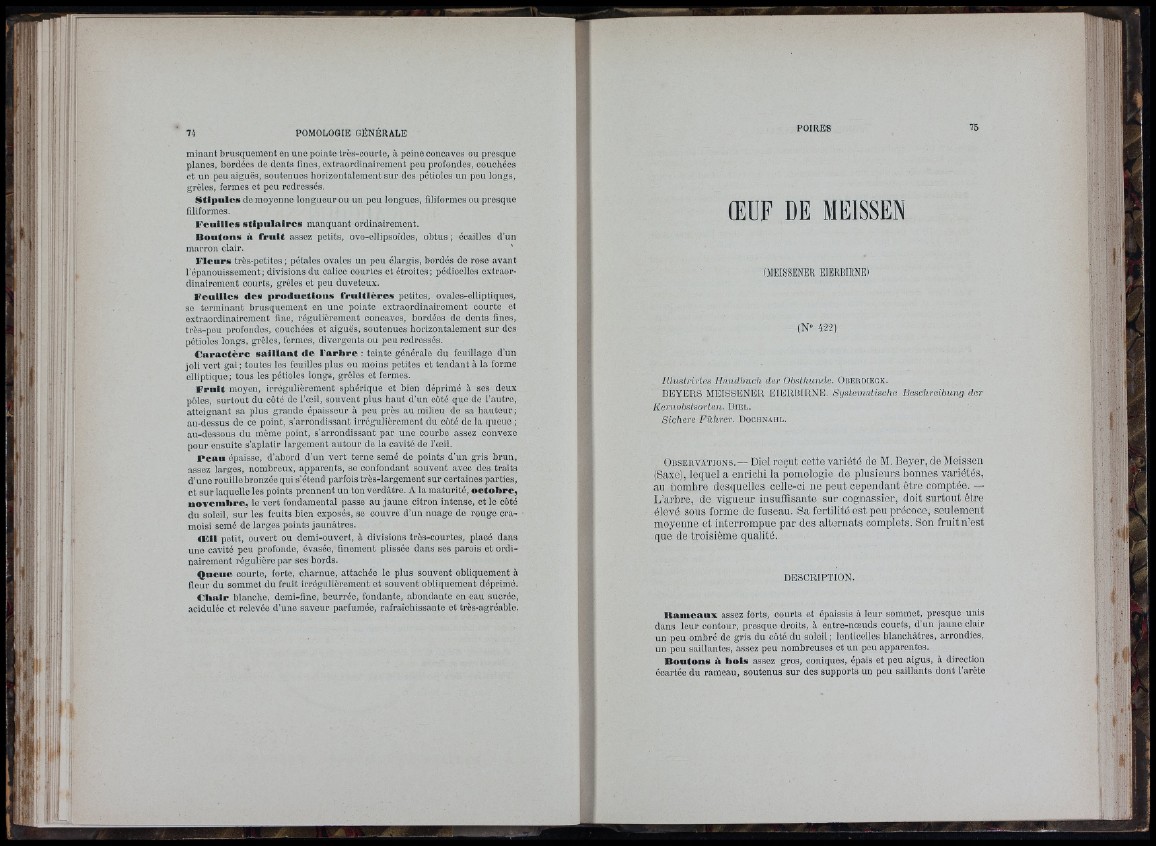 74 POMOLOGIE GÉNÉRALE
minant brusquement en une pointe très-courte, à peine concaves ou presque
planes, bordées de dents fines, extraordinairement peu profondes, couchées
et un peu aiguës, soutenues horizontalement sur des pétioles un peu longs,
grêles, fermes et peu redressés.
Stipules de moyenne longueur ou un peu longues, filiformes ou presque
filiformes.
Feuilles stipulaires manquant ordinairement.
Boutons à fruit assez petits, ovo-ellipsoïdes, obtus; écailles d'un
marron clair.
Fleurs très-petites; pétales ovales un peu élargis, bordés de rose avant
l'épanouissement; divisions du calice courtes et étroites; pédicelles extraor-
dinairement courts, grêles et peu duveteux.
Feuilles des productions fruitières petites, ovales-elliptiques,
se terminant brusquement en une pointe extraordinairement courte et
extraordinairement fine, régulièrement concaves, bordées de dents fines,
très-peu profondes, couchées et aiguës, soutenues horizontalement sur des
pétioles longs, grêles, fermes, divergents ou peu redressés.
Caractère saillant de l'arbre : teinte générale du feuillage d'un
joli vert gai; toutes les feuilles plus ou moins petites et tendant à la forme
elliptique; tous les pétioles longs, grêles et fermes.
Fruit moyen, irrégulièrement sphérique et bien déprimé à ses deux
pôles, surtout du côté de l'œil, souvent plus haut d'un côté que de l'autre,
atteignant sa plus grande épaisseur à peu près au milieu de sa hauteur;
au-dessus de ce point, s'arrondissant irrégulièrement du côté de la queue;
au-dessous du même point, s'arrondissant par une courbe assez convexe
pour ensuite s'aplatir largement autour de la cavité de l'œil.
Peau épaisse, d'abord d'un vert terne semé de points d'un gris brun,
assez larges, nombreux, apparents, se confondant souvent avec des traits
d'une rouille bronzée qui s'étend parfois très-largement sur certaines parties,
et sur laquelle les points prennent un ton verdâtre. A la maturité, octobre,
novembre, le vert fondamental passe au jaune citron intense, et le côté
du soleil, sur les fruits bien exposés, se couvre d'un nuage de rouge cra-
moisi semé de larges points jaunâtres.
Œil petit, ouvert ou demi-ouvert, à divisions très-courtes, placé dans
une cavité peu profonde, évasée, finement plissée dans ses parois et ordi-
nairement régulière par ses bords.
Queue courte, forte, charnue, attachée le plus souvent obliquement à
fleur du sommet du fruit irrégulièrement et souvent obliquement déprimé.
Chair blanche, demi-fine, beurrée, fondante, abondante en eau sucrée,
acidulée et relevée d'une saveur parfumée, rafraîchissante et très-agréable.
POIRES 75
ŒUF DE MEISSEN
(MEISSENER EIERBIRNE)
(N° 422)
Illustrirtes Handbuch der Obstkunde. OBERDIECK.
BEYERS MEISSENER EIERBIRNE. Systematische Beschreibung der
Kernobstsorten. DIEL.
Sichere Führer. DOCHNAHL.
OBSERVATIONS.— Diel reçut cette variété de M. Beyer, de Meissen
(Saxe), lequel a enrichi la pomologie de plusieurs bonnes variétés,
au nombre desquelles celle-ci ne peut cependant être comptée. —
L'arbre, de vigueur insuffisante sur cognassier, doit surtout être
élevé sous forme de fuseau. Sa fertilité est peu précoce, seulement
moyenne et interrompue par des alternats complets. Son fruit n'est
que de troisième qualité.
DESCRIPTION.
Rameaux assez forts, courts et épaissis à leur sommet, presque unis
dans leur contour, presque droits, à entre-nœuds courts, d'un jaune clair
un peu ombré de gris du côté du soleil; lenticelles blanchâtres, arrondies,
un peu saillantes, assez peu nombreuses et un peu apparentes.
Boutons à bois assez gros, coniques, épais et peu aigus, à direction
écartée du rameau, soutenus sur des supports un peu saillants dont l'arête